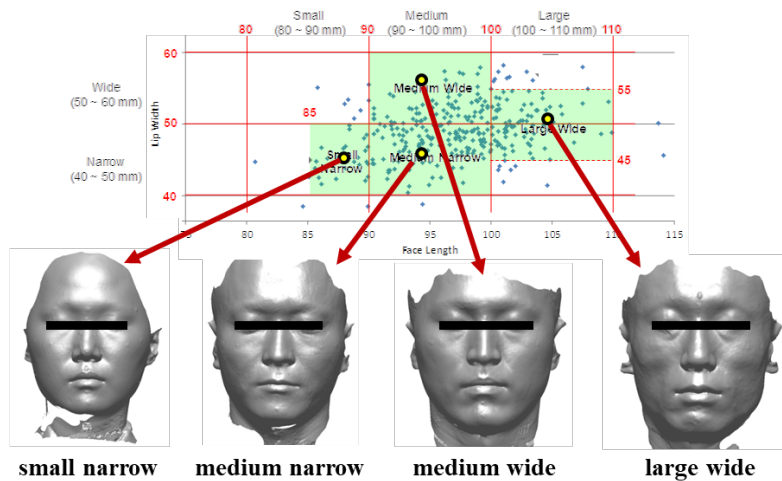 Small
(80 ~ 90 mm)
Medium
(90 ~ 100 mm)
Large
(100 ~ 110 mm)
80 90 100 110
60
Wide
(50 ~ 60 mm)
Medium Wide
55
85
Lip Width
50
Large Wide
Narrow
(40 ~ 50 mm)
Small
Narrow
Medium Narrow
45
40
75 80 85 90 95 100 105 110 115
Face Length
small narrow medium narrow medium wide large wide